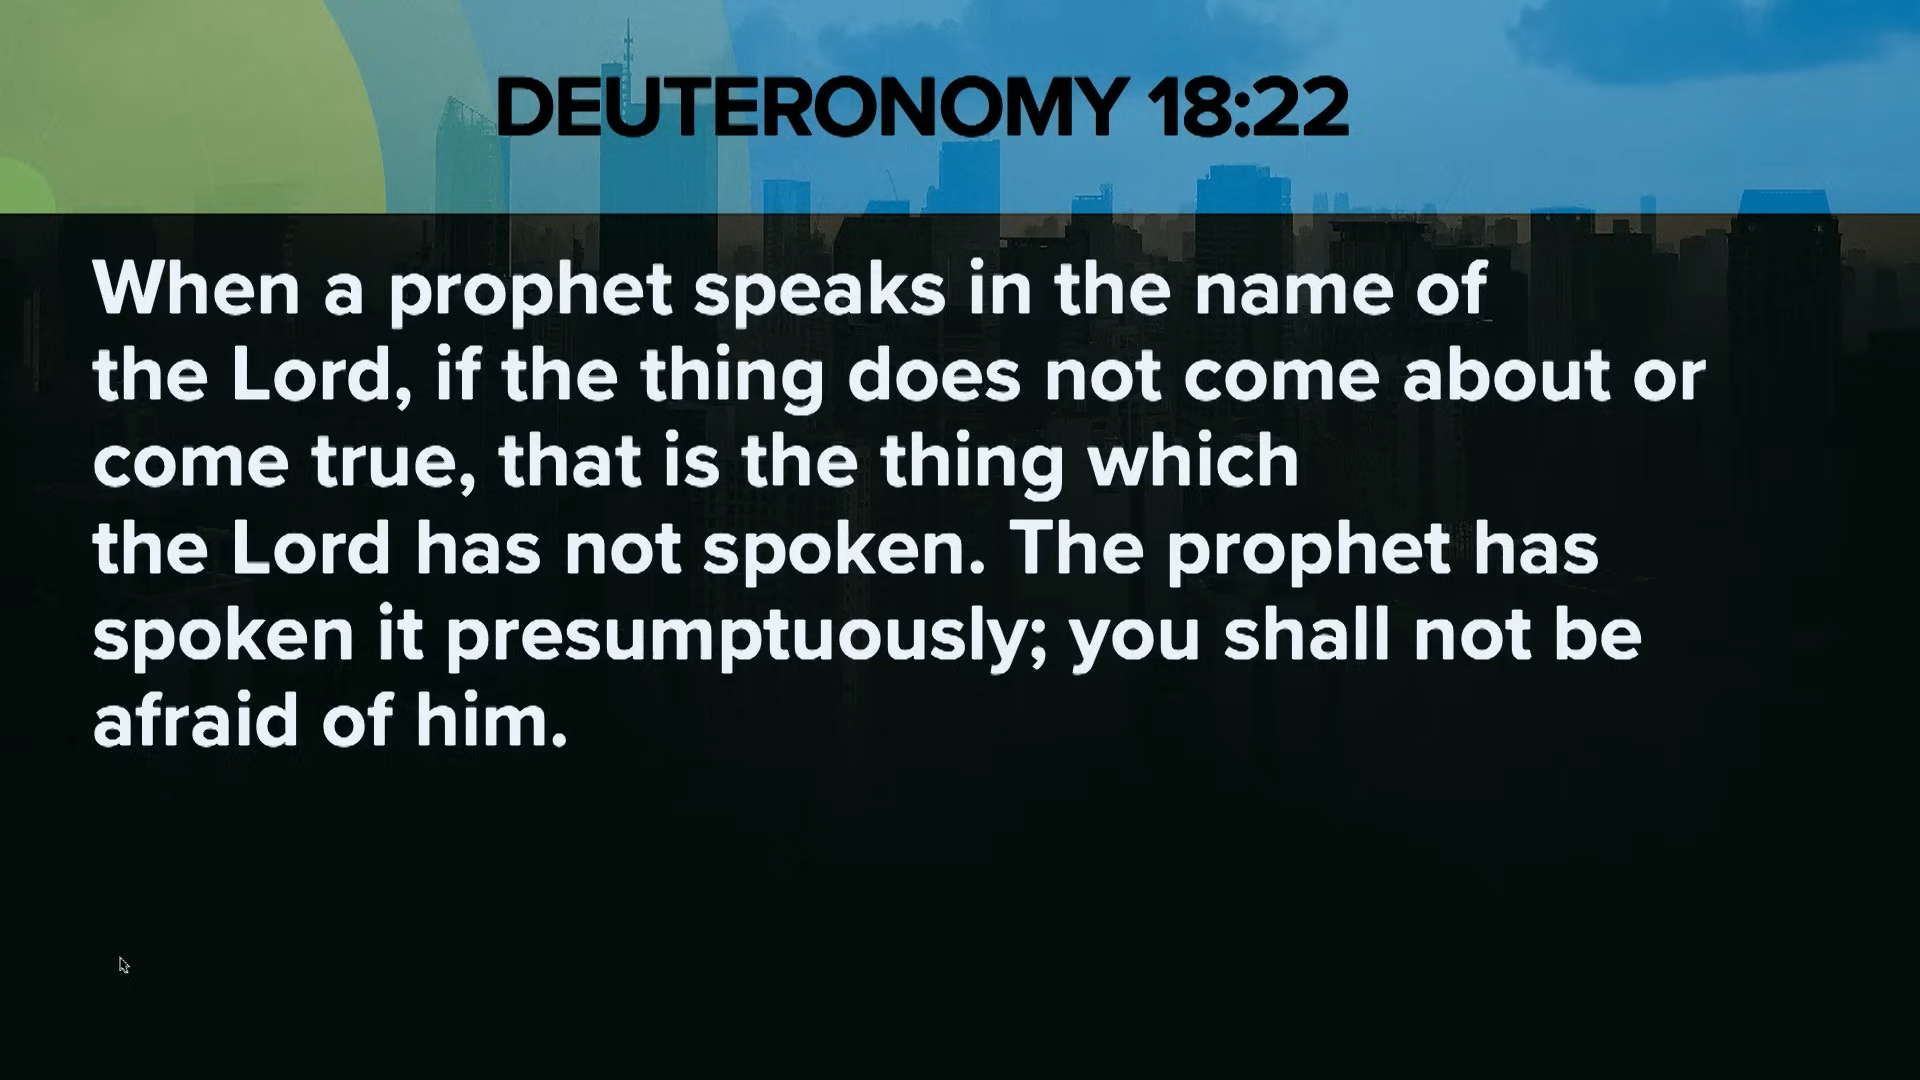 DEUTERONOMY 18:22
When a prophet speaks in the name of
the Lord, if the thing does not come about or
come true, that is the thing which
the Lord has not spoken. The prophet has
spoken it presumptuously; you shall not be
afraid of him.